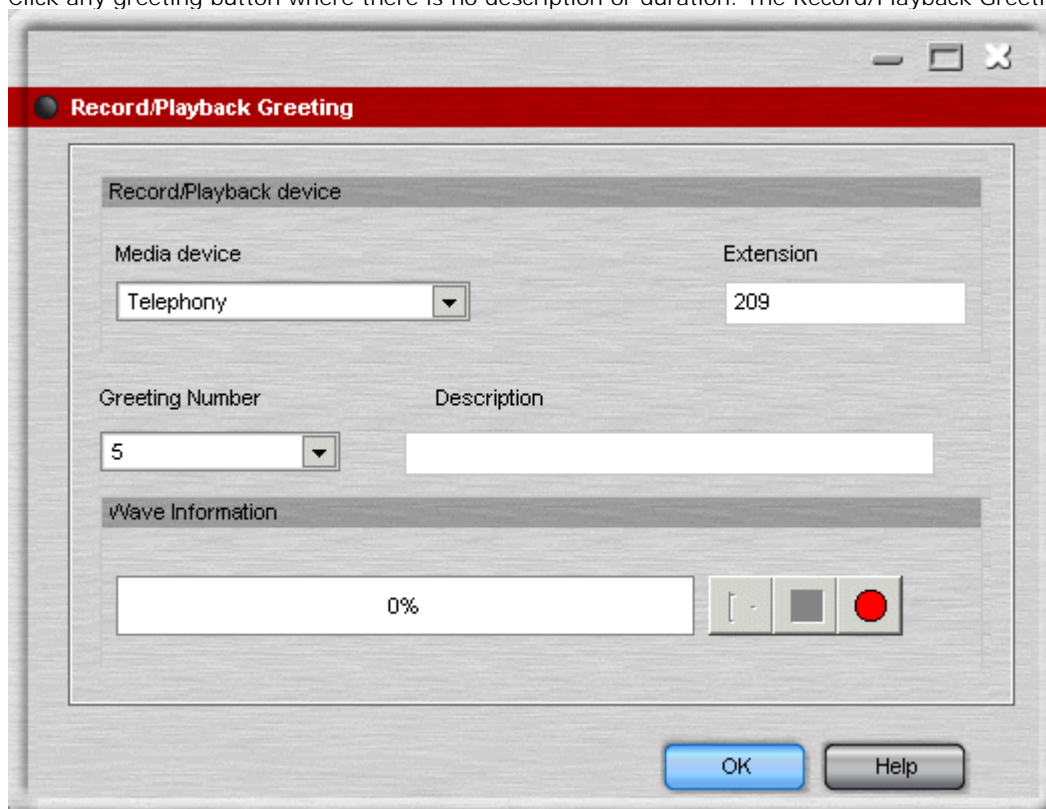 Click any greeting button where there is no description or duration. The Record/Playback Greeti
Record/Playback Greeting
Record/Playback device
Media device
Extension
Telephony
209
Greeting Number
Description
5
Wave Information
0%
OK
Help